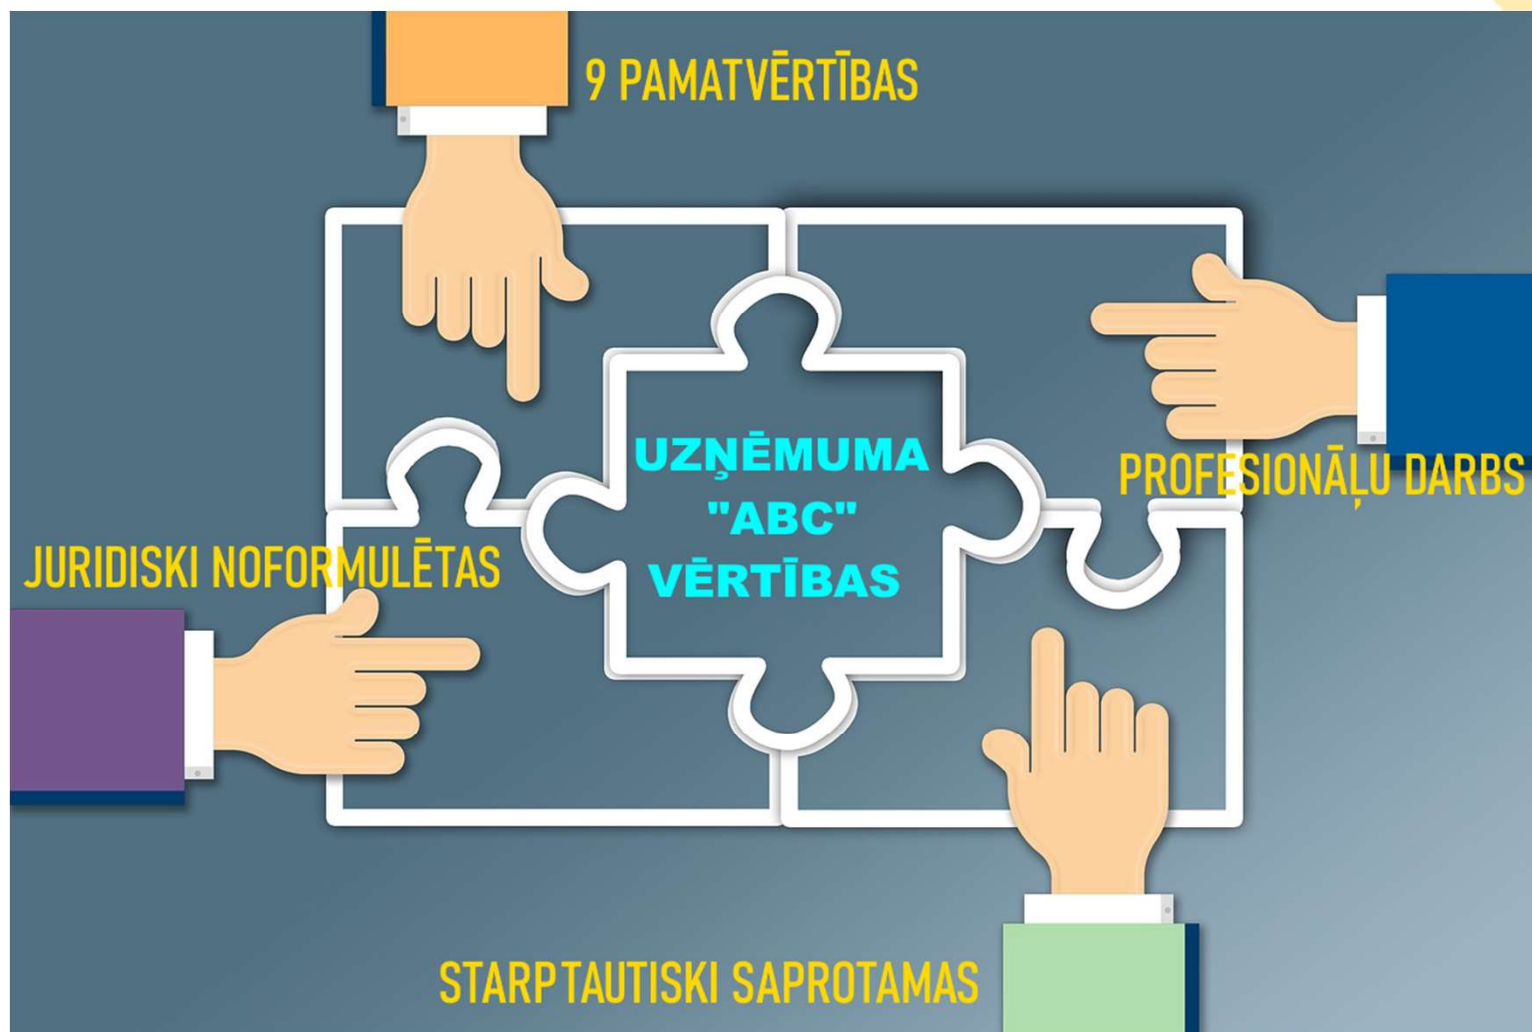 9 PAMATVĒRTĪBAS
UZŅĒMUMA
"ABC"
VĒRTĪBAS
PROFESIONĀĻU DARBS
JURIDISKI NOFORMULĒTAS
STARPTAUTISKI SAPROTAMAS